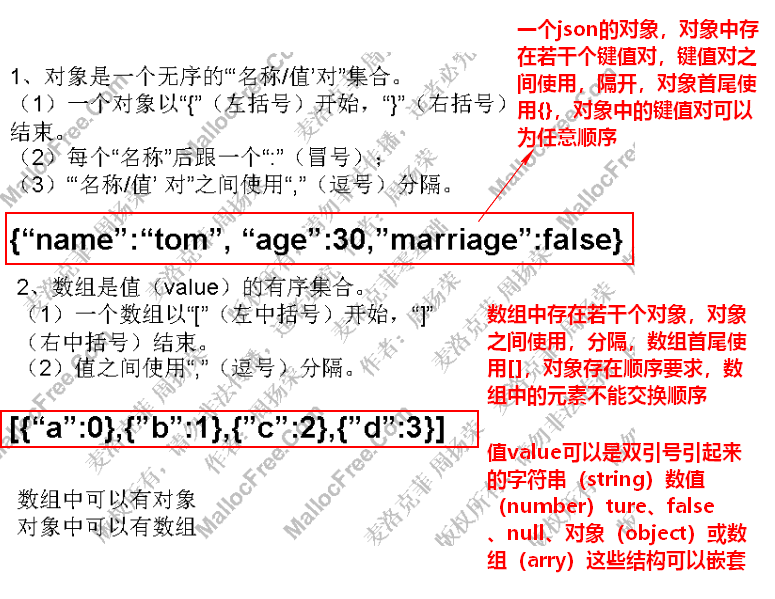 一个json的对象，对象中存
在若干个键值对，键值对之
间使用，隔开，对象首尾使
用{}，对象中的键值对可以
为任意顺序
1、对象是一个无序的“‘名称/值’对”集合。
（1）一个对象以“{”（左括号）开始，“}”（右括号）
结束。
（2）每个“名称”后跟一个“:”（冒号）；
（3）“‘名称/值’ 对”之间使用“,”（逗号）分隔。
{“name”:“tom”, “age”:30,”marriage”:false}
2、数组是值（value）的有序集合。
（1）一个数组以“[”（左中括号）开始，“]”
（右中括号）结束。
（2）值之间使用“,”（逗号）分隔。
数组中存在若干个对象，对象
之间使用，分隔，数组首尾使
用[]，对象存在顺序要求，数
组中的元素不能交换顺序
[{“a”:0},{”b”:1},{”c”:2},{”d”:3}]
值value可以是双引号引起来
的字符串（string）数值
（number）ture、false
、null、对象（object）或数
组（arry）这些结构可以嵌套
数组中可以有对象
对象中可以有数组
MallocFree.Com
麦洛克菲 周扬荣
版权所有，请勿非法传播，违者必究
作者：周扬荣